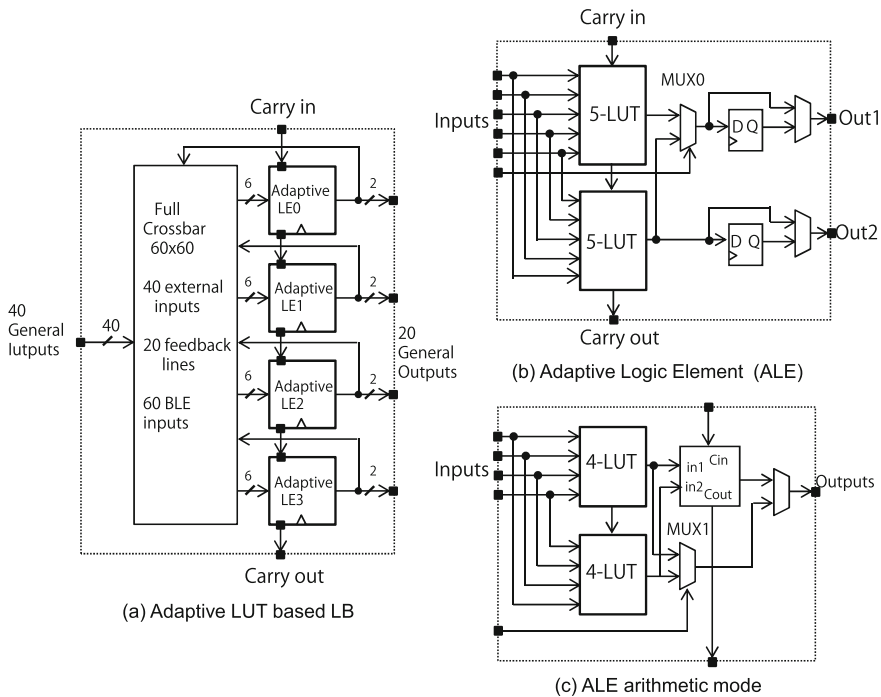 Carry in
6
Adaptive
LE0
2
Full
Crossbar
60x60
40 external
inputs
20 feedback
lines
60 BLE
inputs
6
Adaptive
LE1
2
40
General
Iutputs
40
20
General
Outputs
6
Adaptive
LE2
2
6
Adaptive
LE3
2
Carry out
(a) Adaptive LUT based LB
Carry in
MUX0
Inputs
5-LUT
D Q
Out1
5-LUT
D Q
Out2
Carry out
(b) Adaptive Logic Element (ALE)
Inputs
4-LUT
in1 Cin
in2
Cout
Outputs
MUX1
4-LUT
(c) ALE arithmetic mode